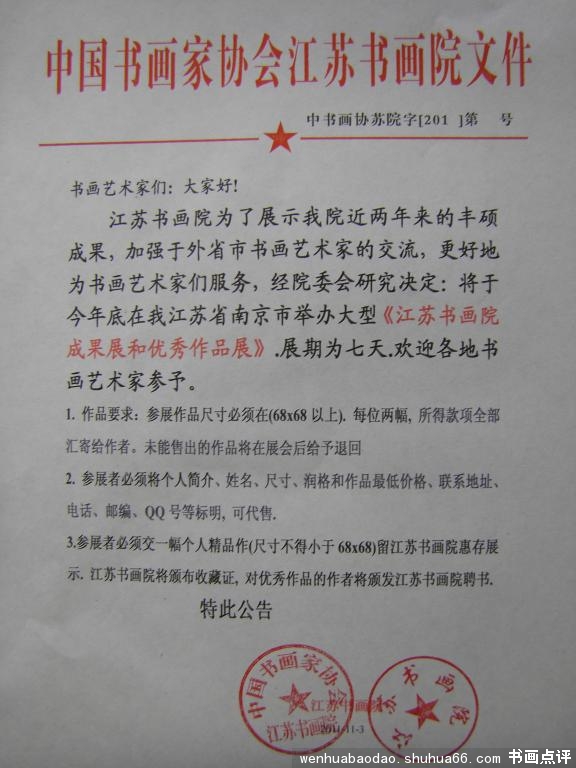 中国书画家协会江苏书画院文件
中书画协苏院字[201 ]第 号
书画艺术家们：大家好！
江苏书画院为了展示我院近两年来的丰硕
成果，加强于外省市书画艺术家的交流，更好地
为书画艺术家们服务，经院委会研究决定：将于
今年底在我江苏省南京市举办大型《江苏书画院
成果展和优秀作品展》.展期为七天.欢迎各地书
画艺术家参予。
1. 作品要求：参展作品尺寸必须在(68x68 以上). 每位两幅, 所得款项全部
汇寄给作者。未能售出的作品将在展会后给予退回
2. 参展者必须将个人简介、姓名、尺寸、润格和作品最低价格、联系地址、
电话、邮编、QQ 号等标明，可代售.
3.参展者必须交一幅个人精品作(尺寸不得小于 68x68)留江苏书画院惠存展
示. 江苏书画院将颁布收藏证，对优秀作品的作者将颁发江苏书画院聘书.
特此公告
中国书画家协会
江苏书画院
江苏书画院
江苏书画院
2011-11-3
wenhuabaodao.shuhua66.com 书画点评